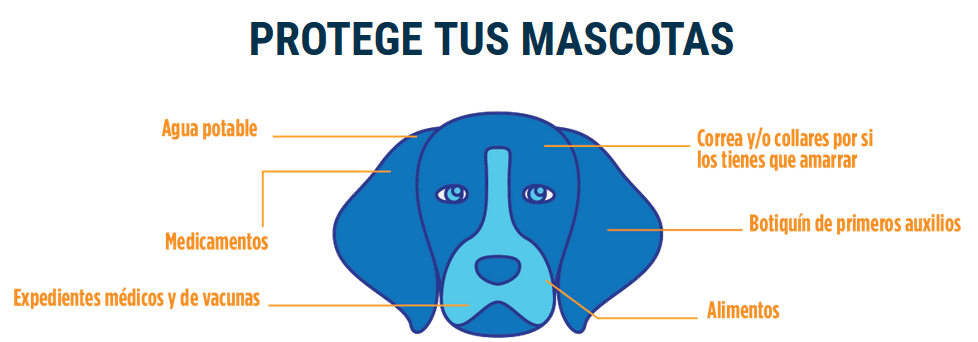 PROTEGE TUS MASCOTAS
Agua potable
Correa y/o collares por si
los tienes que amarrar
Botiquín de primeros auxilios
Medicamentos
Expedientes médicos y de vacunas
Alimentos